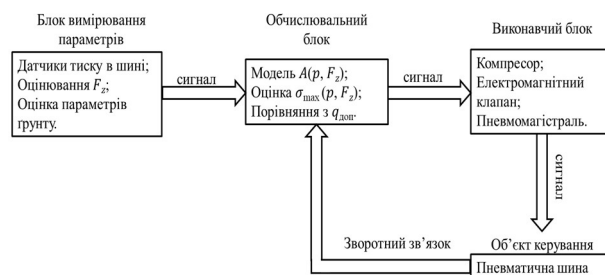 Блок вимірювання
параметрів
Датчики тиску в шині;
Оцінювання F_z;
Оцінка параметрів
ґрунту.
сигнал
Обчислювальний
блок
Модель A(p, F_z);
Оцінка σ_max(p, F_z);
Порівняння з q_доп.
сигнал
Виконавчий блок
Компресор;
Електромагнітний
клапан;
Пневмомагістраль.
сигнал
Об’єкт керування
Пневматична шина
Зворотний зв’язок